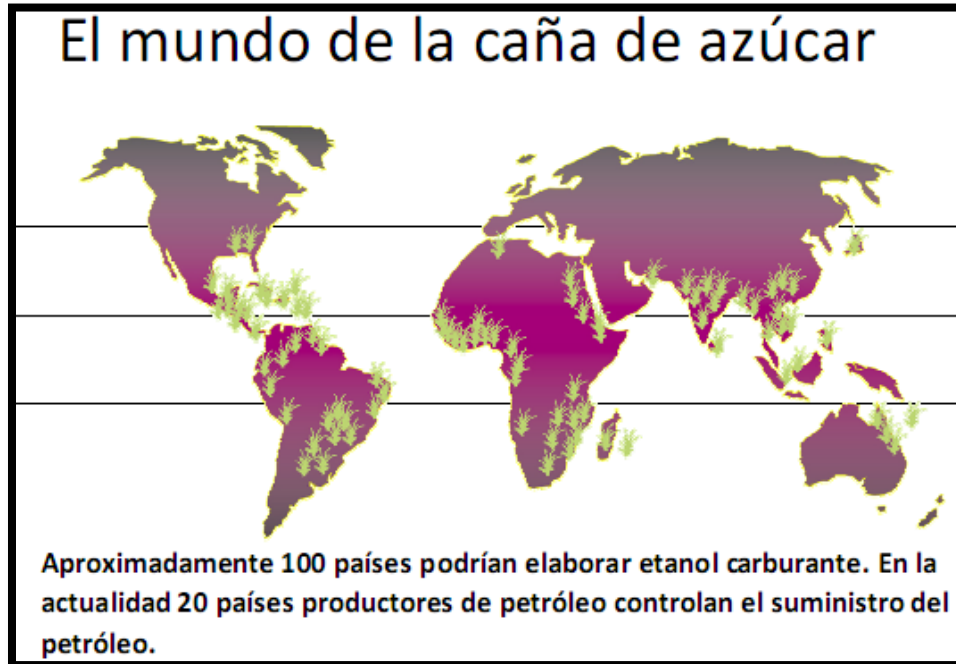 El mundo de la caña de azúcar
Aproximadamente 100 países podrían elaborar etanol carburante. En la
actualidad 20 países productores de petróleo controlan el suministro del
petróleo.